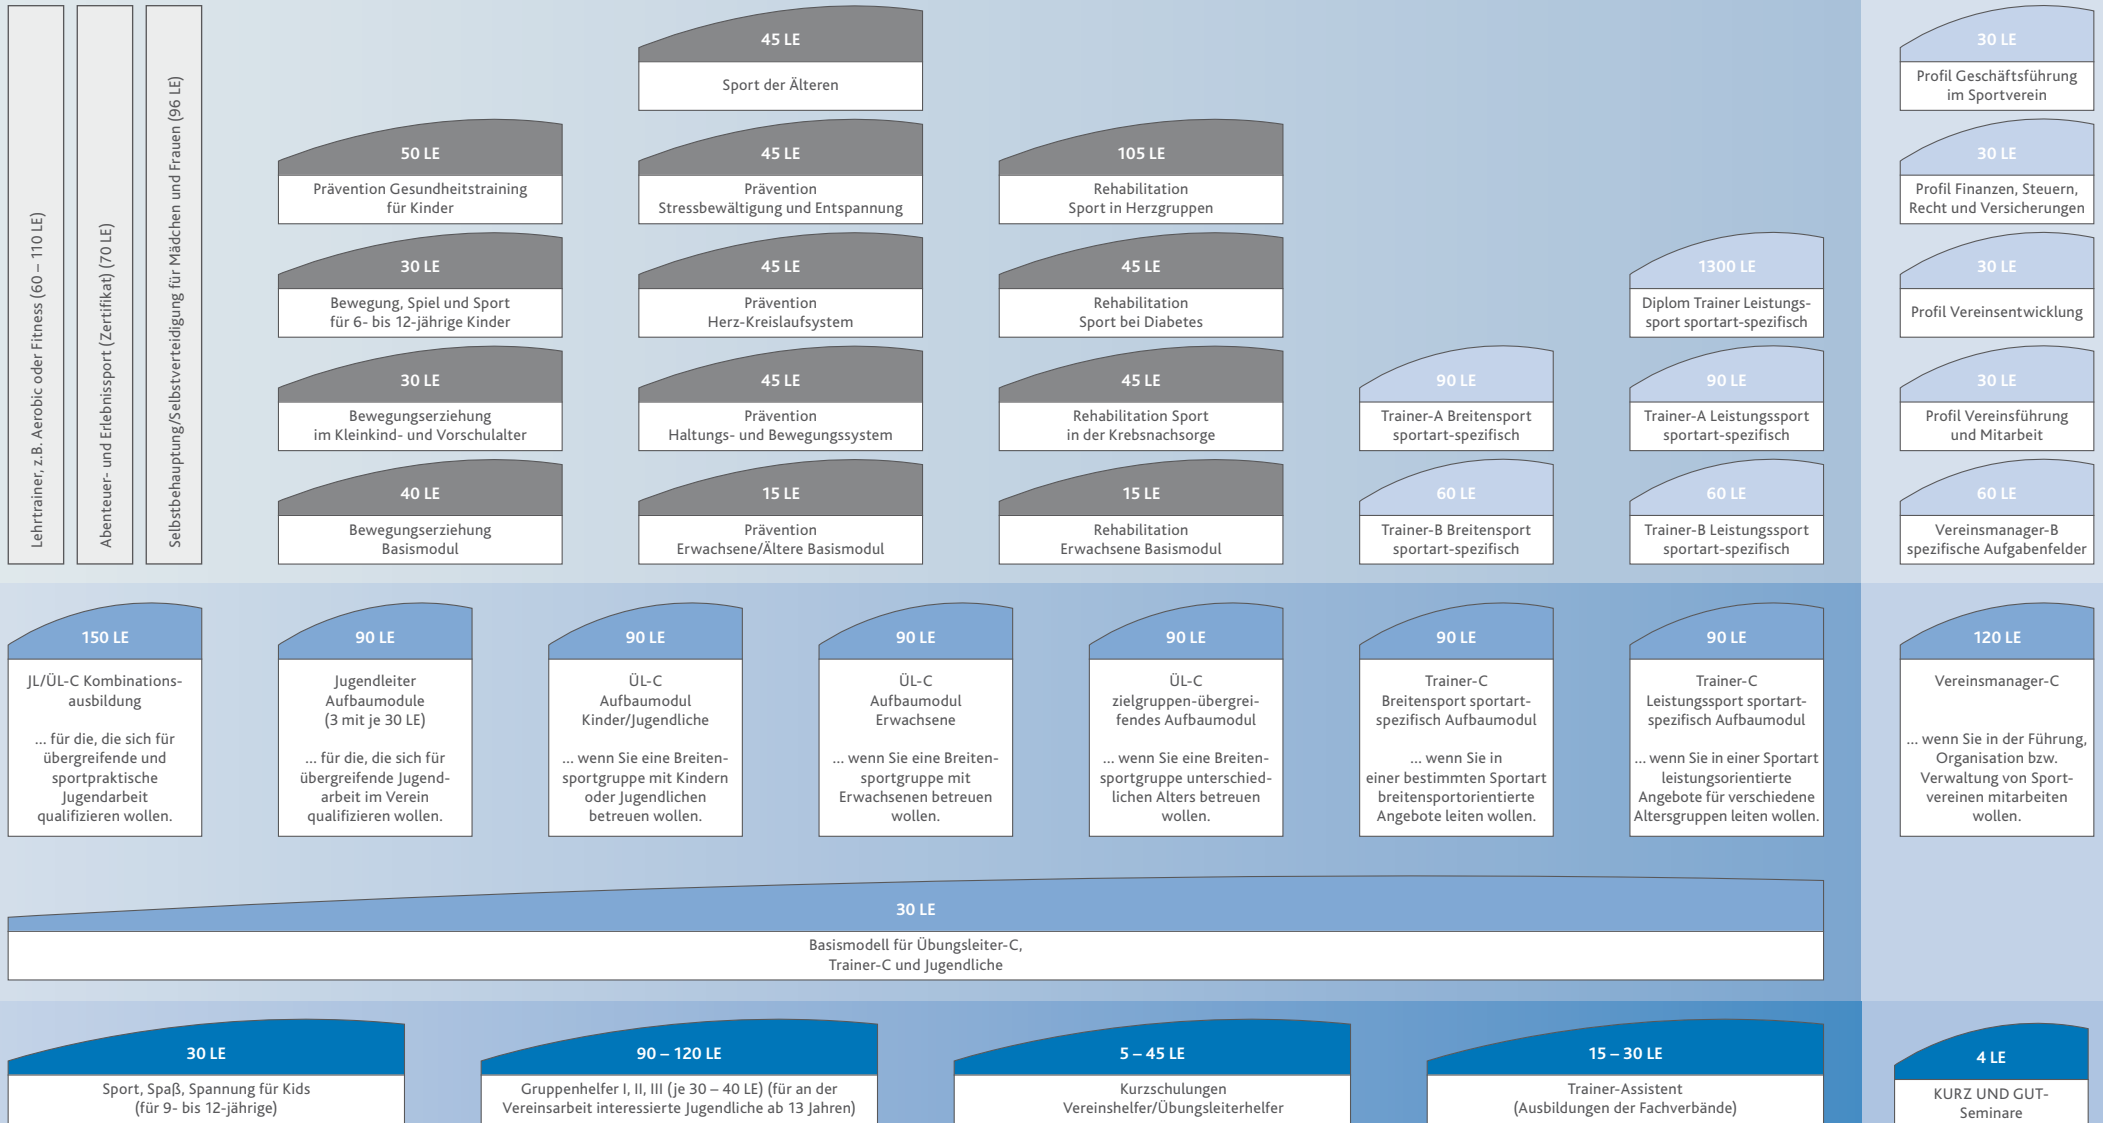 Lehrtrainer, z.B. Aerobic oder Fitness (60 – 110 LE)
Abenteuer- und Erlebnissport (Zertifikat) (70 LE)
Selbstbehauptung/Selbstverteidigung für Mädchen und Frauen (96 LE)
45 LE
Sport der Älteren
30 LE
Profil Geschäftsführung
im Sportverein
50 LE
Prävention Gesundheitstraining
für Kinder
45 LE
Prävention
Stressbewältigung und Entspannung
105 LE
Rehabilitation
Sport in Herzgruppen
30 LE
Profil Finanzen, Steuern,
Recht und Versicherungen
30 LE
Bewegung, Spiel und Sport
für 6- bis 12-jährige Kinder
45 LE
Prävention
Herz-Kreislaufsystem
45 LE
Rehabilitation
Sport bei Diabetes
1300 LE
Diplom Trainer Leistungs-
sport sportart-spezifisch
30 LE
Profil Vereinsentwicklung
30 LE
Bewegungserziehung
im Kleinkind- und Vorschulalter
45 LE
Prävention
Haltungs- und Bewegungssystem
45 LE
Rehabilitation Sport
in der Krebsnachsorge
90 LE
Trainer-A Breitensport
sportart-spezifisch
90 LE
Trainer-A Leistungssport
sportart-spezifisch
30 LE
Profil Vereinsführung
und Mitarbeit
40 LE
Bewegungserziehung
Basismodul
15 LE
Prävention
Erwachsene/Ältere Basismodul
15 LE
Rehabilitation
Erwachsene Basismodul
60 LE
Trainer-B Breitensport
sportart-spezifisch
60 LE
Trainer-B Leistungssport
sportart-spezifisch
60 LE
Vereinsmanager-B
spezifische Aufgabenfelder
150 LE
JL/ÜL-C Kombinations-
ausbildung
... für die, die sich für
übergreifende und
sportpraktische
Jugendarbeit
qualifizieren wollen.
90 LE
Jugendleiter
Aufbaumodule
(3 mit je 30 LE)
... für die, die sich für
übergreifende Jugend-
arbeit im Verein
qualifizieren wollen.
90 LE
ÜL-C
Aufbaumodul
Kinder/Jugendliche
... wenn Sie eine Breiten-
sportgruppe mit Kindern
oder Jugendlichen
betreuen wollen.
90 LE
ÜL-C
Aufbaumodul
Erwachsene
... wenn Sie eine Breiten-
sportgruppe mit
Erwachsenen betreuen
wollen.
90 LE
ÜL-C
zielgruppen-übergrei-
fendes Aufbaumodul
... wenn Sie eine Breiten-
sportgruppe unterschied-
lichen Alters betreuen
wollen.
90 LE
Trainer-C
Breitensport sportart-
spezifisch Aufbaumodul
... wenn Sie in
einer bestimmten Sportart
breitensportorientierte
Angebote leiten wollen.
90 LE
Trainer-C
Leistungssport sportart-
spezifisch Aufbaumodul
... wenn Sie in einer Sportart
leistungsorientierte
Angebote für verschiedene
Altersgruppen leiten wollen.
120 LE
Vereinsmanager-C
... wenn Sie in der Führung,
Organisation bzw.
Verwaltung von Sport-
vereinen mitarbeiten
wollen.
30 LE
Basismodell für Übungsleiter-C,
Trainer-C und Jugendliche
30 LE
Sport, Spaß, Spannung für Kids
(für 9- bis 12-jährige)
90 – 120 LE
Gruppenhelfer I, II, III (je 30 – 40 LE) (für an der
Vereinsarbeit interessierte Jugendliche ab 13 Jahren)
5 – 45 LE
Kurzschulungen
Vereinshelfer/Übungsleiterhelfer
15 – 30 LE
Trainer-Assistent
(Ausbildungen der Fachverbände)
4 LE
KURZ UND GUT-
Seminare